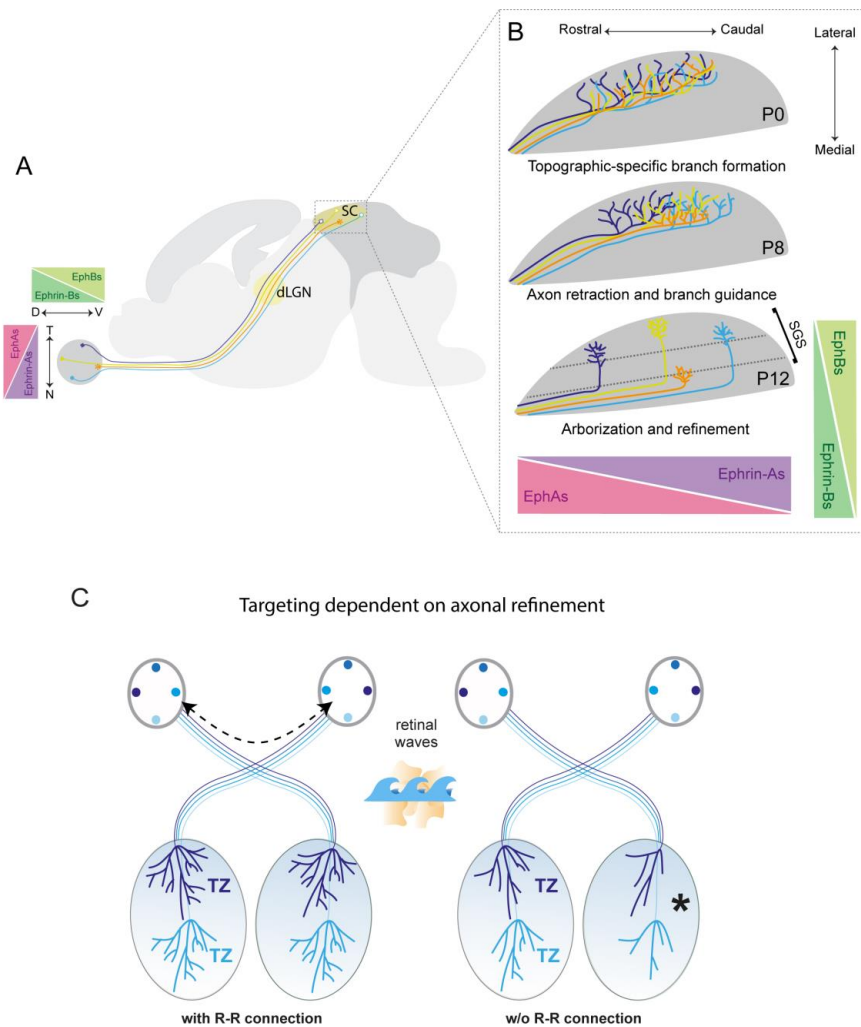 A
SC
dLGN
EphBs
Ephrin-Bs
D V
EphAs
Ephrin-As
T
N
B
Rostral Caudal
Lateral
Medial
P0
Topographic-specific branch formation
P8
Axon retraction and branch guidance
SGS
P12
Arborization and refinement
EphBs
Ephrin-Bs
Ephrin-As
EphAs
C
Targeting dependent on axonal refinement
retinal
waves
TZ
TZ
TZ
TZ
*
with R-R connection
w/o R-R connection